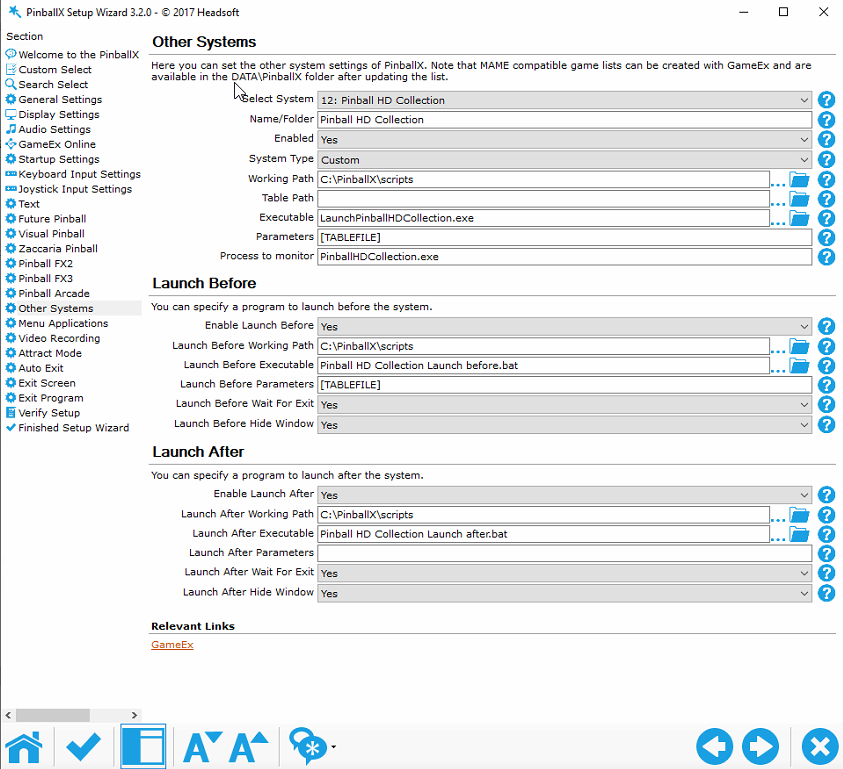 PinballX Setup Wizard 3.2.0 - © 2017 Headsoft
Section
Welcome to the PinballX
Custom Select
Search Select
General Settings
Display Settings
Audio Settings
GameEx Online
Startup Settings
Keyboard Input Settings
Joystick Input Settings
Text
Future Pinball
Visual Pinball
Zaccaria Pinball
Pinball FX2
Pinball FX3
Pinball Arcade
Other Systems
Menu Applications
Video Recording
Attract Mode
Auto Exit
Exit Screen
Exit Program
Verify Setup
Finished Setup Wizard
Other Systems
Here you can set the other system settings of PinballX. Note that MAME compatible game lists can be created with GameEx and are
available in the DATA\PinballX folder after updating the list.
Select System 12: Pinball HD Collection
Name/Folder Pinball HD Collection
Enabled Yes
System Type Custom
Working Path C:\PinballX\scripts ...
Table Path ...
Executable LaunchPinballHDCollection.exe ...
Parameters [TABLEFILE]
Process to monitor PinballHDCollection.exe
Launch Before
You can specify a program to launch before the system.
Enable Launch Before Yes
Launch Before Working Path C:\PinballX\scripts ...
Launch Before Executable Pinball HD Collection Launch before.bat ...
Launch Before Parameters [TABLEFILE]
Launch Before Wait For Exit Yes
Launch Before Hide Window Yes
Launch After
You can specify a program to launch after the system.
Enable Launch After Yes
Launch After Working Path C:\PinballX\scripts ...
Launch After Executable Pinball HD Collection Launch after.bat ...
Launch After Parameters
Launch After Wait For Exit Yes
Launch After Hide Window Yes
Relevant Links
GameEx
A A